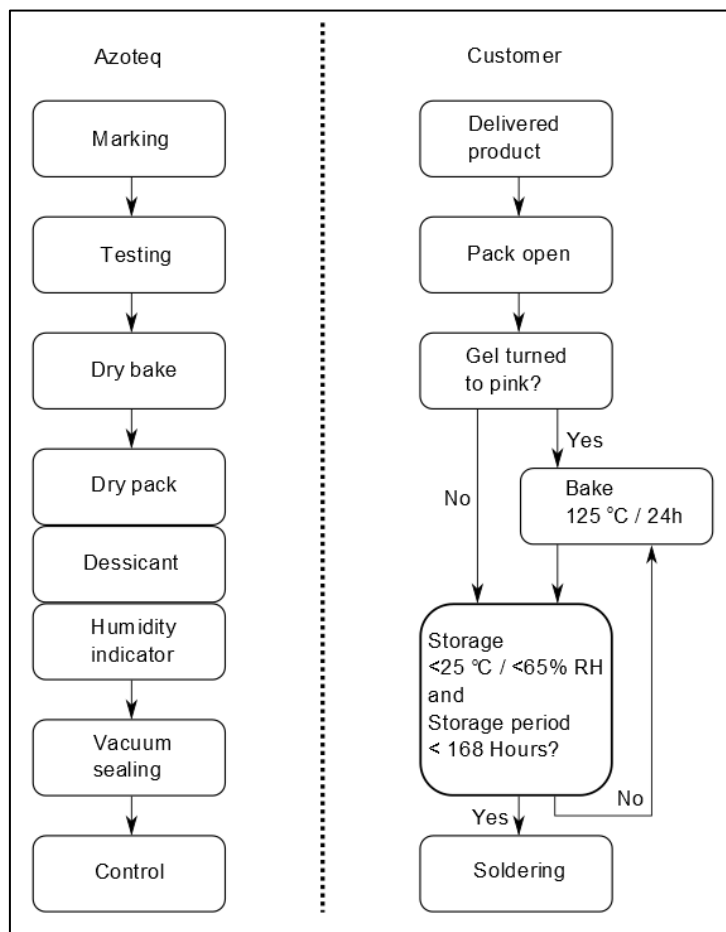 Azoteq
Marking
Testing
Dry bake
Dry pack
Dessicant
Humidity
indicator
Vacuum
sealing
Control
Customer
Delivered
product
Pack open
Gel turned
to pink?
Yes
No
Bake
125 °C / 24h
Storage
<25 °C / <65% RH
and
Storage period
< 168 Hours?
No
Yes
Soldering